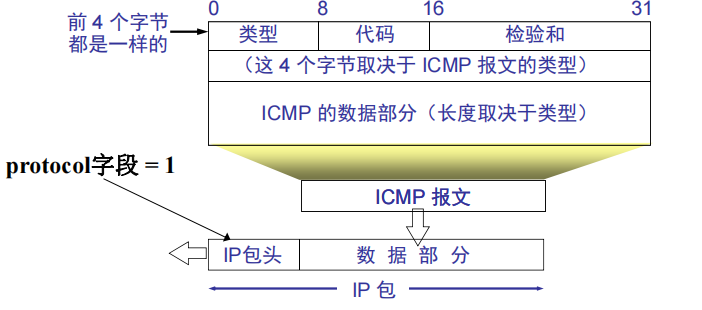 0 8 16 31
前 4 个字节
都是一样的
类型 代码 检验和
（这 4 个字节取决于 ICMP 报文的类型）
ICMP 的数据部分（长度取决于类型）
protocol字段 = 1
ICMP 报文
IP包头 数 据 部 分
IP 包